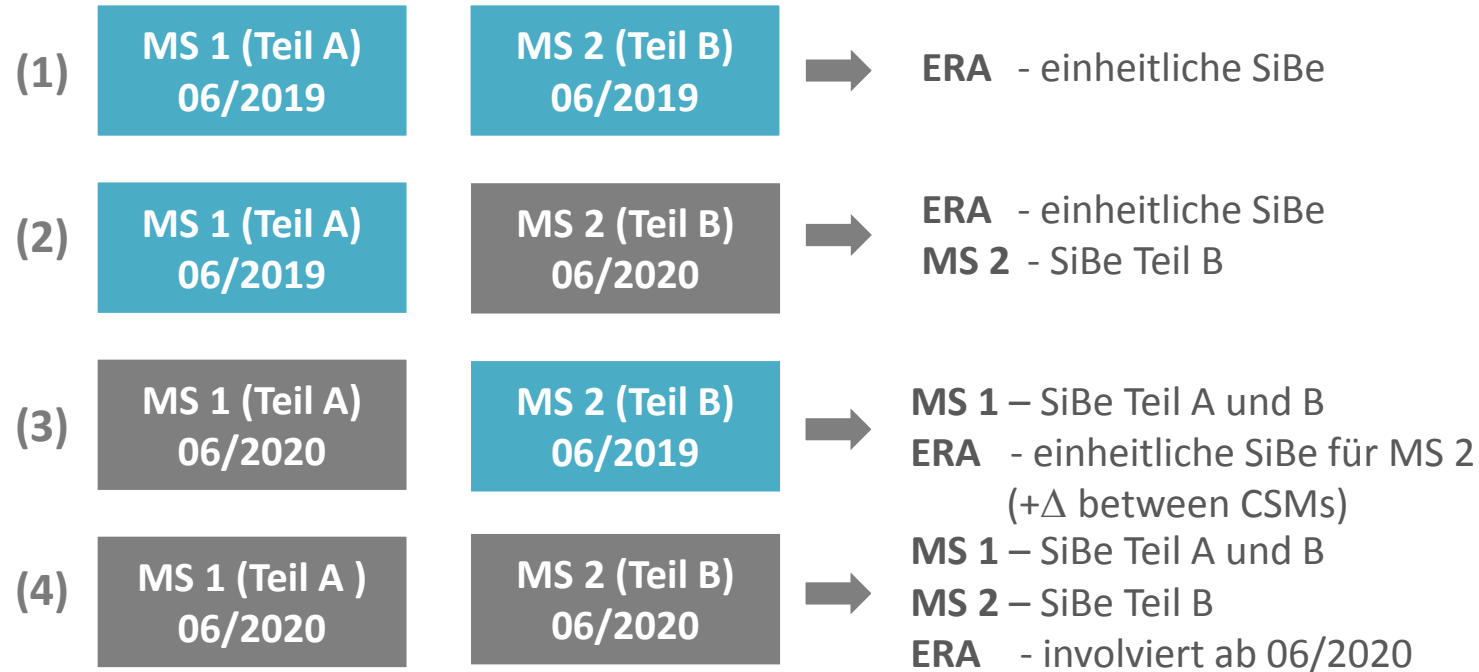 (1)
MS 1 (Teil A)
06/2019
MS 2 (Teil B)
06/2019
ERA - einheitliche SiBe
(2)
MS 1 (Teil A)
06/2019
MS 2 (Teil B)
06/2020
ERA - einheitliche SiBe
MS 2 - SiBe Teil B
(3)
MS 1 (Teil A)
06/2020
MS 2 (Teil B)
06/2019
MS 1 – SiBe Teil A und B
ERA - einheitliche SiBe für MS 2
(+Δ between CSMs)
(4)
MS 1 (Teil A )
06/2020
MS 2 (Teil B)
06/2020
MS 1 – SiBe Teil A und B
MS 2 – SiBe Teil B
ERA - involviert ab 06/2020